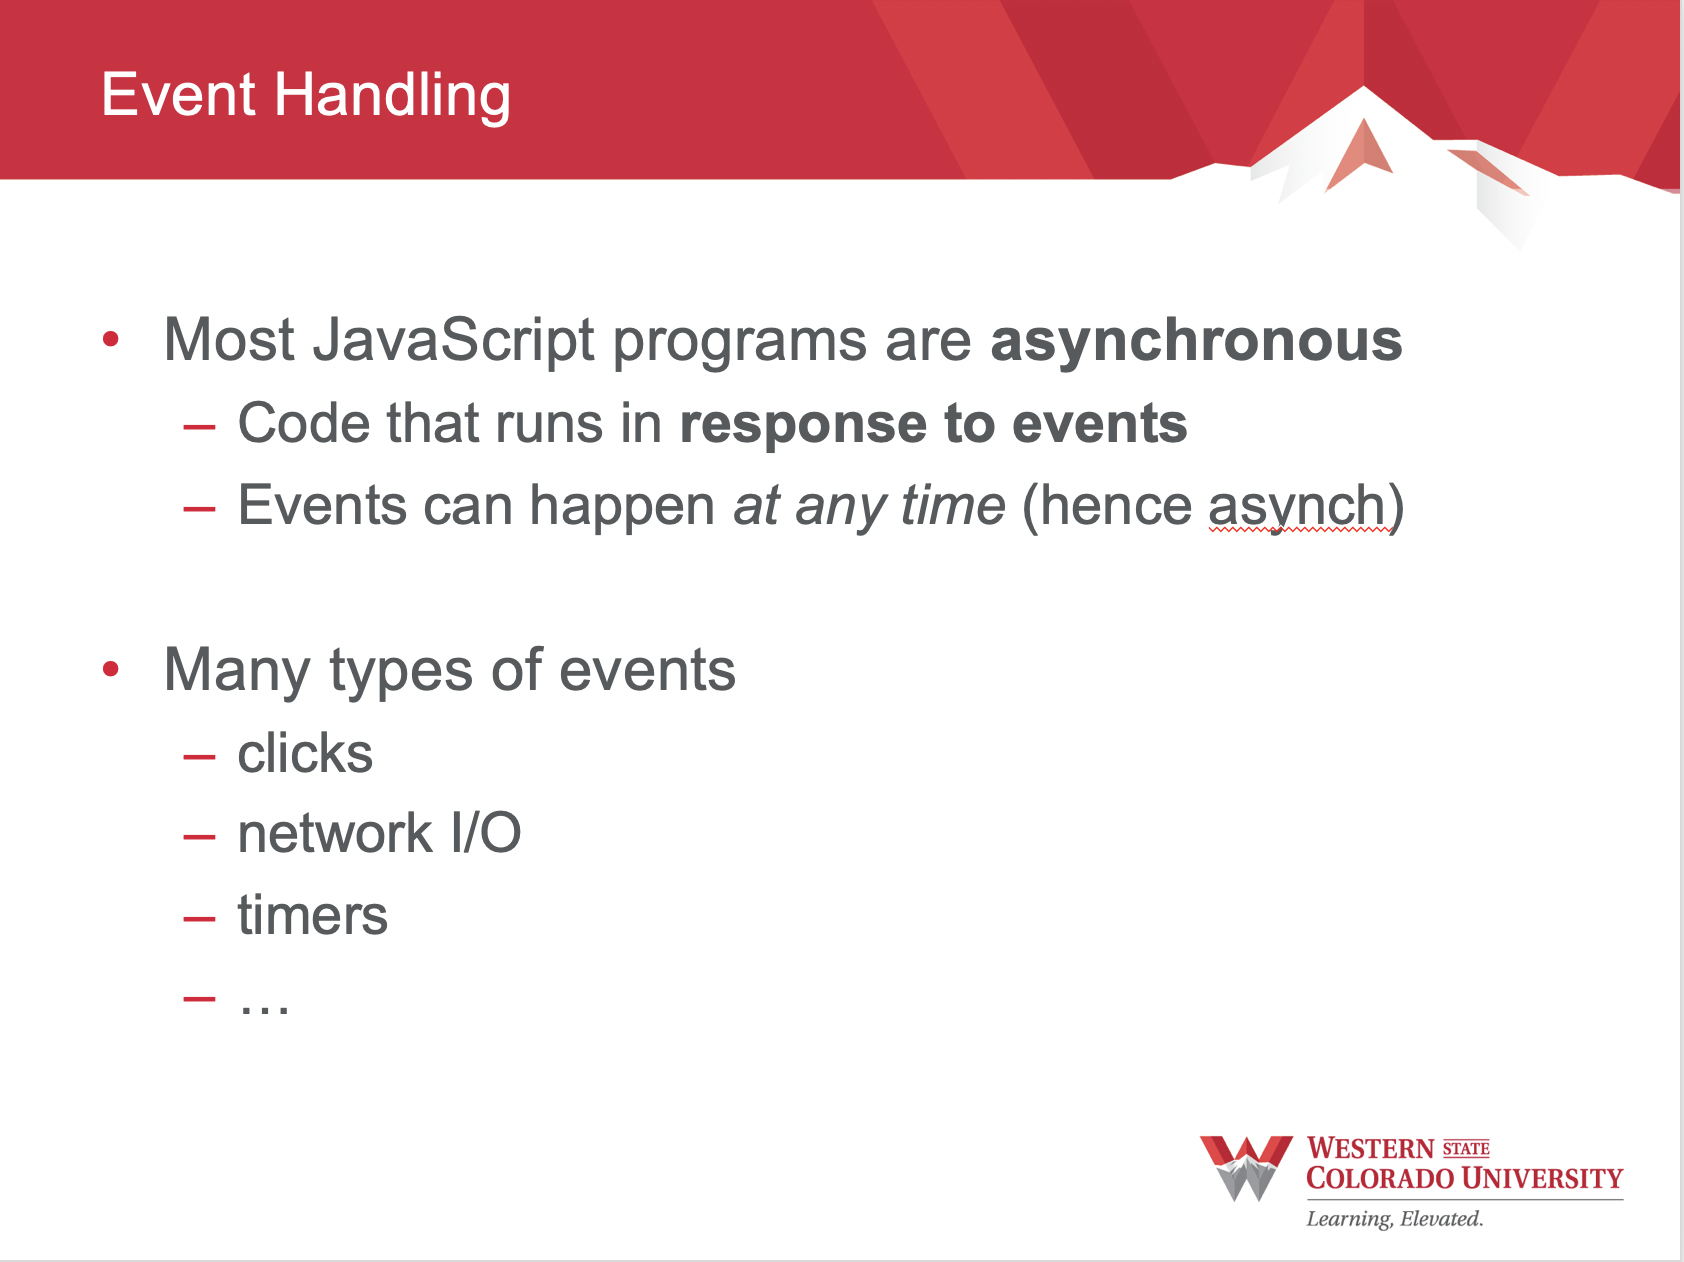 Event Handling
• Most JavaScript programs are asynchronous
– Code that runs in response to events
– Events can happen at any time (hence asynch)
• Many types of events
– clicks
– network I/O
– timers
– …
WESTERN STATE
COLORADO UNIVERSITY
Learning, Elevated.